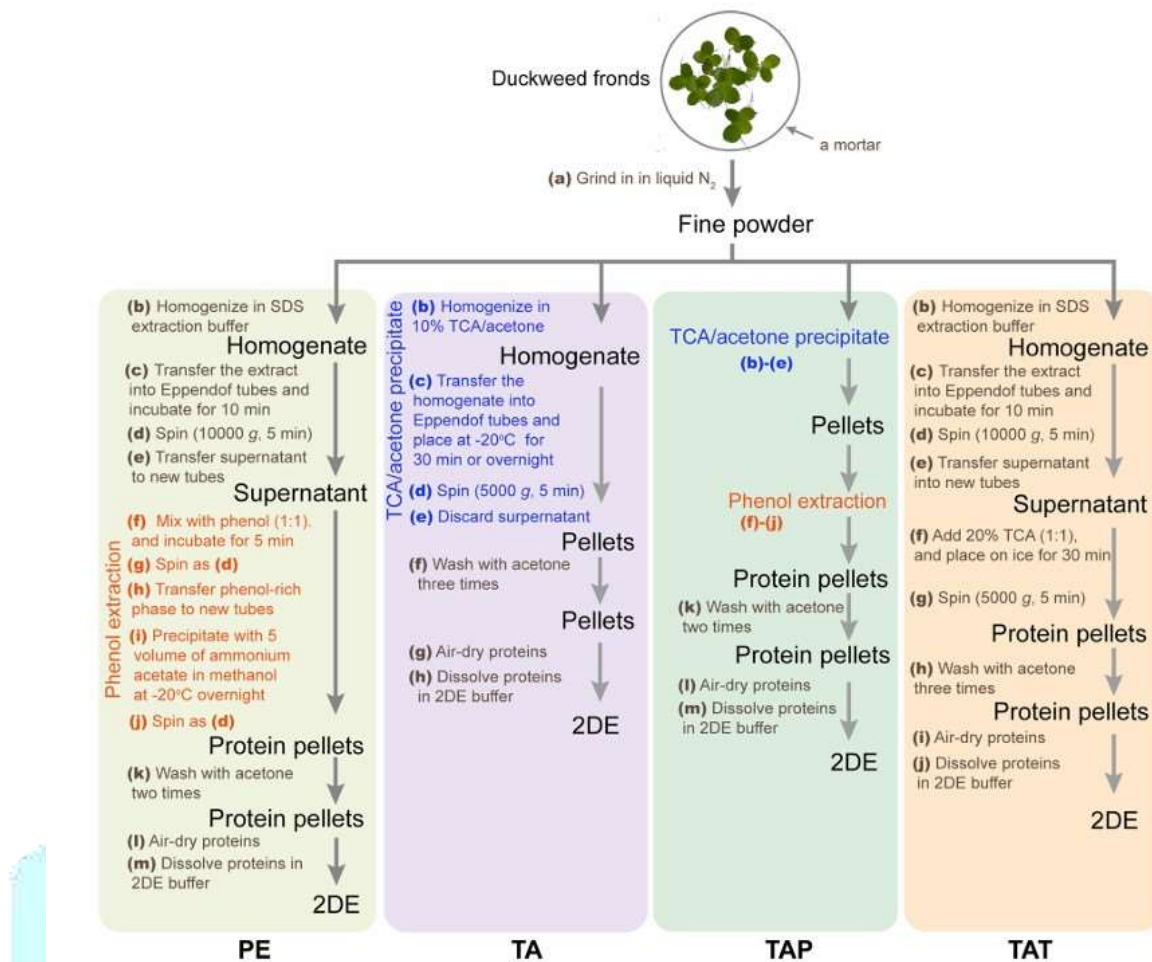 Duckweed fronds
a mortar
(a) Grind in in liquid N₂
Fine powder
(b) Homogenize in SDS
extraction buffer
Homogenate
(c) Transfer the extract
into Eppendof tubes and
incubate for 10 min
(d) Spin (10000 g, 5 min)
(e) Transfer supernatant
to new tubes
Supernatant
Phenol extraction
(f) Mix with phenol (1:1).
and incubate for 5 min
(g) Spin as (d)
(h) Transfer phenol-rich
phase to new tubes
(i) Precipitate with 5
volume of ammonium
acetate in methanol
at -20°C overnight
(j) Spin as (d)
Protein pellets
(k) Wash with acetone
two times
Protein pellets
(l) Air-dry proteins
(m) Dissolve proteins in
2DE buffer
2DE
PE
TCA/acetone precipitate
(b) Homogenize in
10% TCA/acetone
Homogenate
(c) Transfer the
homogenate into
Eppendof tubes and
place at -20°C for
30 min or overnight
(d) Spin (5000 g, 5 min)
(e) Discard surpernatant
Pellets
(f) Wash with acetone
three times
Pellets
(g) Air-dry proteins
(h) Dissolve proteins
in 2DE buffer
2DE
TA
TCA/acetone precipitate
(b)-(e)
Pellets
Phenol extraction
(f)-(j)
Protein pellets
(k) Wash with acetone
two times
Protein pellets
(l) Air-dry proteins
(m) Dissolve proteins
in 2DE buffer
2DE
TAP
(b) Homogenize in SDS
extraction buffer
Homogenate
(c) Transfer the extract
into Eppendof tubes and
incubate for 10 min
(d) Spin (10000 g, 5 min)
(e) Transfer supernatant
into new tubes
Supernatant
(f) Add 20% TCA (1:1),
and place on ice for 30 min
(g) Spin (5000 g, 5 min)
Protein pellets
(h) Wash with acetone
three times
Protein pellets
(i) Air-dry proteins
(j) Dissolve proteins
in 2DE buffer
2DE
TAT